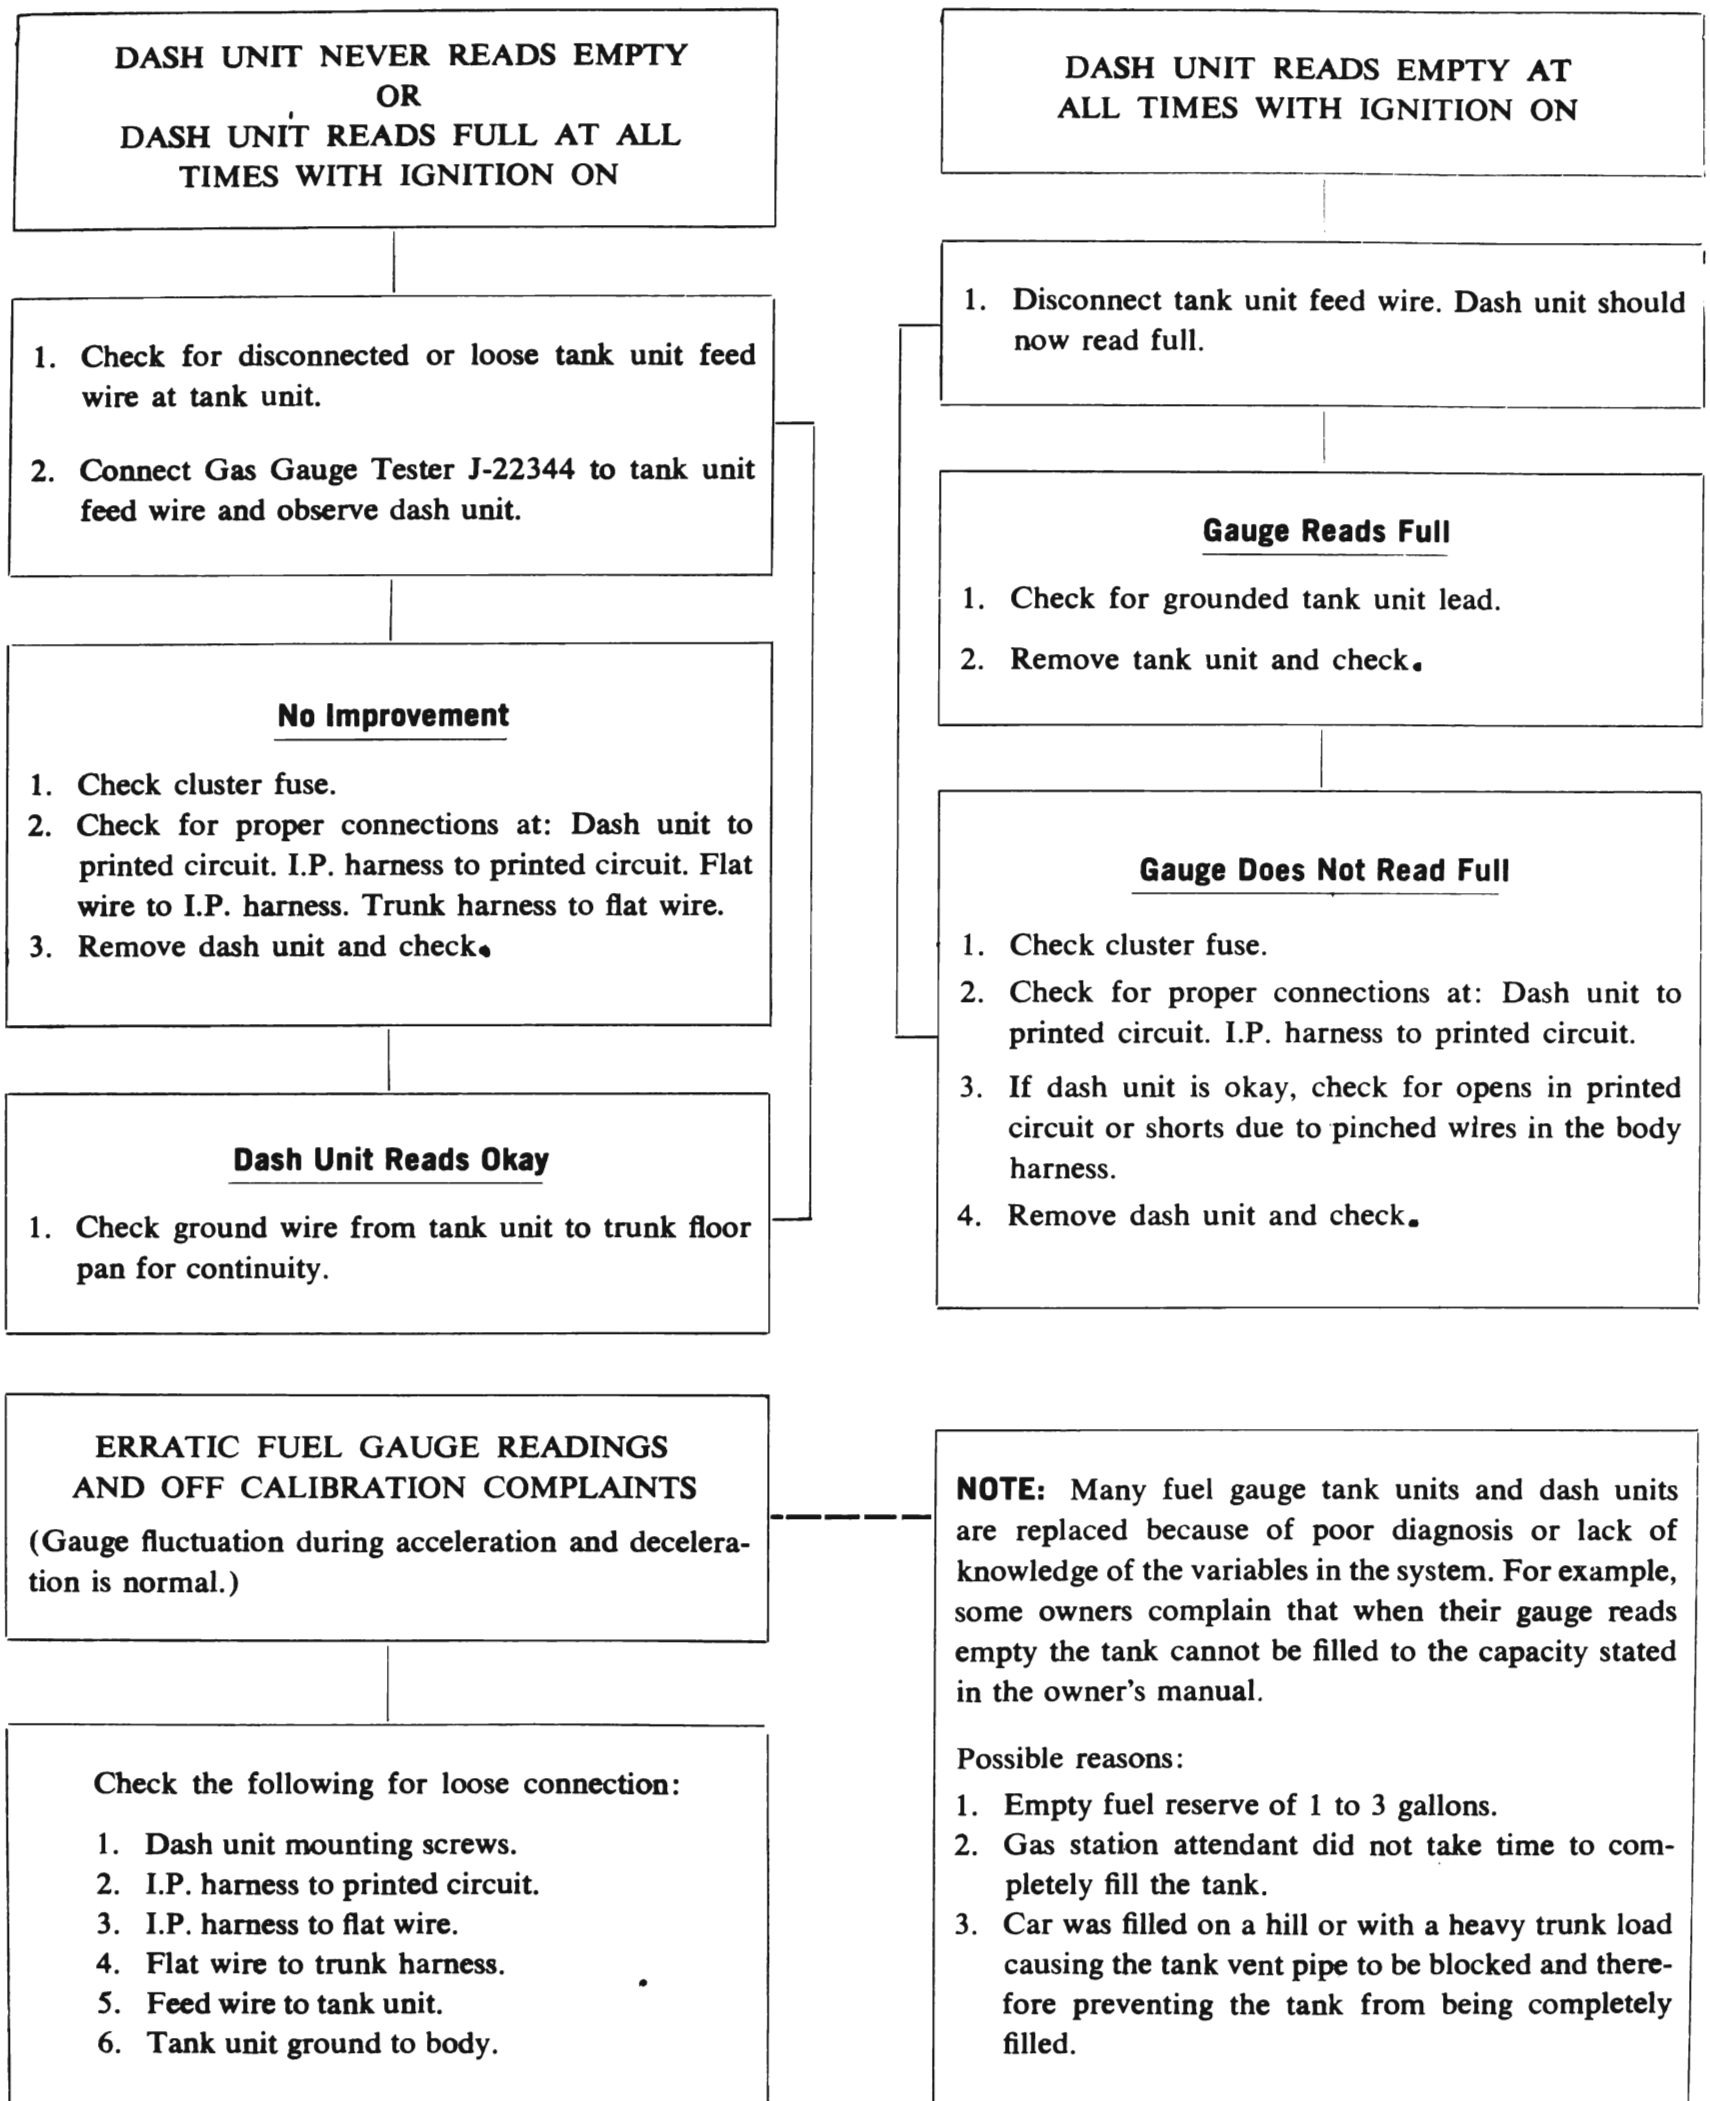 DASH UNIT NEVER READS EMPTY
OR
DASH UNIT READS FULL AT ALL
TIMES WITH IGNITION ON
1. Check for disconnected or loose tank unit feed
wire at tank unit.
2. Connect Gas Gauge Tester J-22344 to tank unit
feed wire and observe dash unit.
No Improvement
1. Check cluster fuse.
2. Check for proper connections at: Dash unit to
printed circuit. I.P. harness to printed circuit. Flat
wire to I.P. harness. Trunk harness to flat wire.
3. Remove dash unit and check.
Dash Unit Reads Okay
1. Check ground wire from tank unit to trunk floor
pan for continuity.
DASH UNIT READS EMPTY AT
ALL TIMES WITH IGNITION ON
1. Disconnect tank unit feed wire. Dash unit should
now read full.
Gauge Reads Full
1. Check for grounded tank unit lead.
2. Remove tank unit and check.
Gauge Does Not Read Full
1. Check cluster fuse.
2. Check for proper connections at: Dash unit to
printed circuit. I.P. harness to printed circuit.
3. If dash unit is okay, check for opens in printed
circuit or shorts due to pinched wires in the body
harness.
4. Remove dash unit and check.
ERRATIC FUEL GAUGE READINGS
AND OFF CALIBRATION COMPLAINTS
(Gauge fluctuation during acceleration and decelera-
tion is normal.)
Check the following for loose connection:
1. Dash unit mounting screws.
2. I.P. harness to printed circuit.
3. I.P. harness to flat wire.
4. Flat wire to trunk harness.
5. Feed wire to tank unit.
6. Tank unit ground to body.
NOTE: Many fuel gauge tank units and dash units
are replaced because of poor diagnosis or lack of
knowledge of the variables in the system. For example,
some owners complain that when their gauge reads
empty the tank cannot be filled to the capacity stated
in the owner's manual.
Possible reasons:
1. Empty fuel reserve of 1 to 3 gallons.
2. Gas station attendant did not take time to com-
pletely fill the tank.
3. Car was filled on a hill or with a heavy trunk load
causing the tank vent pipe to be blocked and there-
fore preventing the tank from being completely
filled.